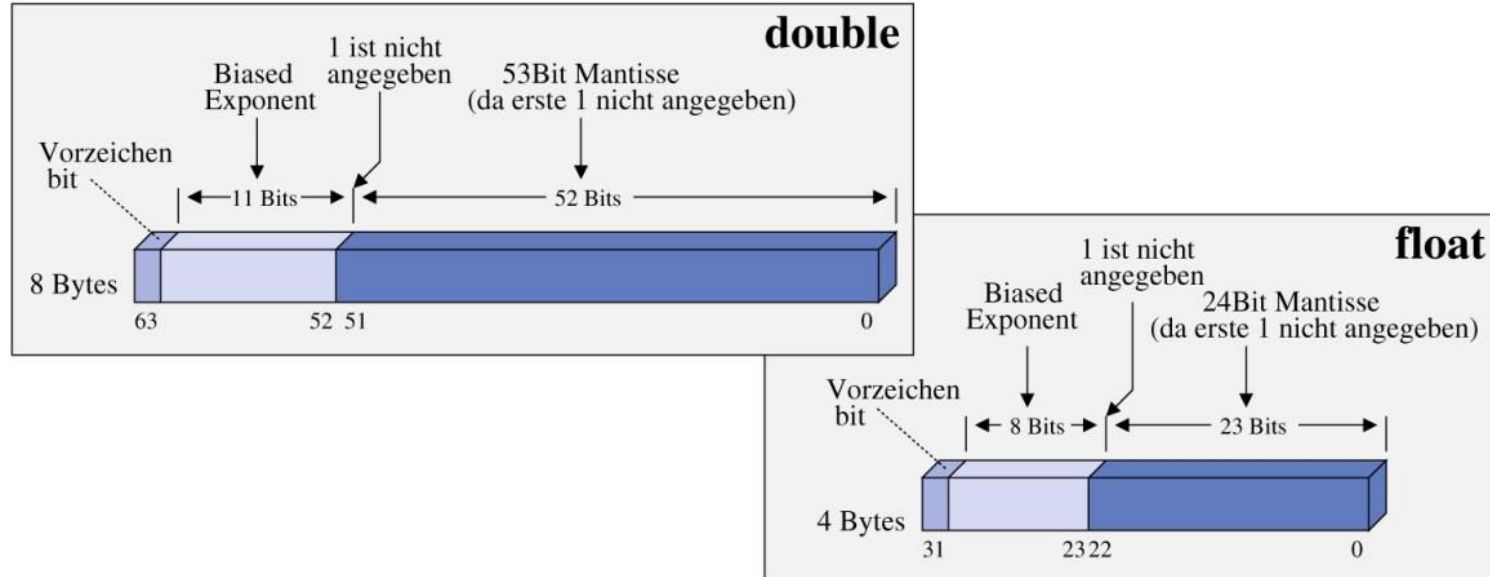 double
1 ist nicht
angegeben
Biased
Exponent
53Bit Mantisse
(da erste 1 nicht angegeben)
Vorzeichen
bit
11 Bits
52 Bits
8 Bytes
63
52 51
0
float
1 ist nicht
angegeben
Biased
Exponent
24Bit Mantisse
(da erste 1 nicht angegeben)
Vorzeichen
bit
8 Bits
23 Bits
4 Bytes
31
23 22
0